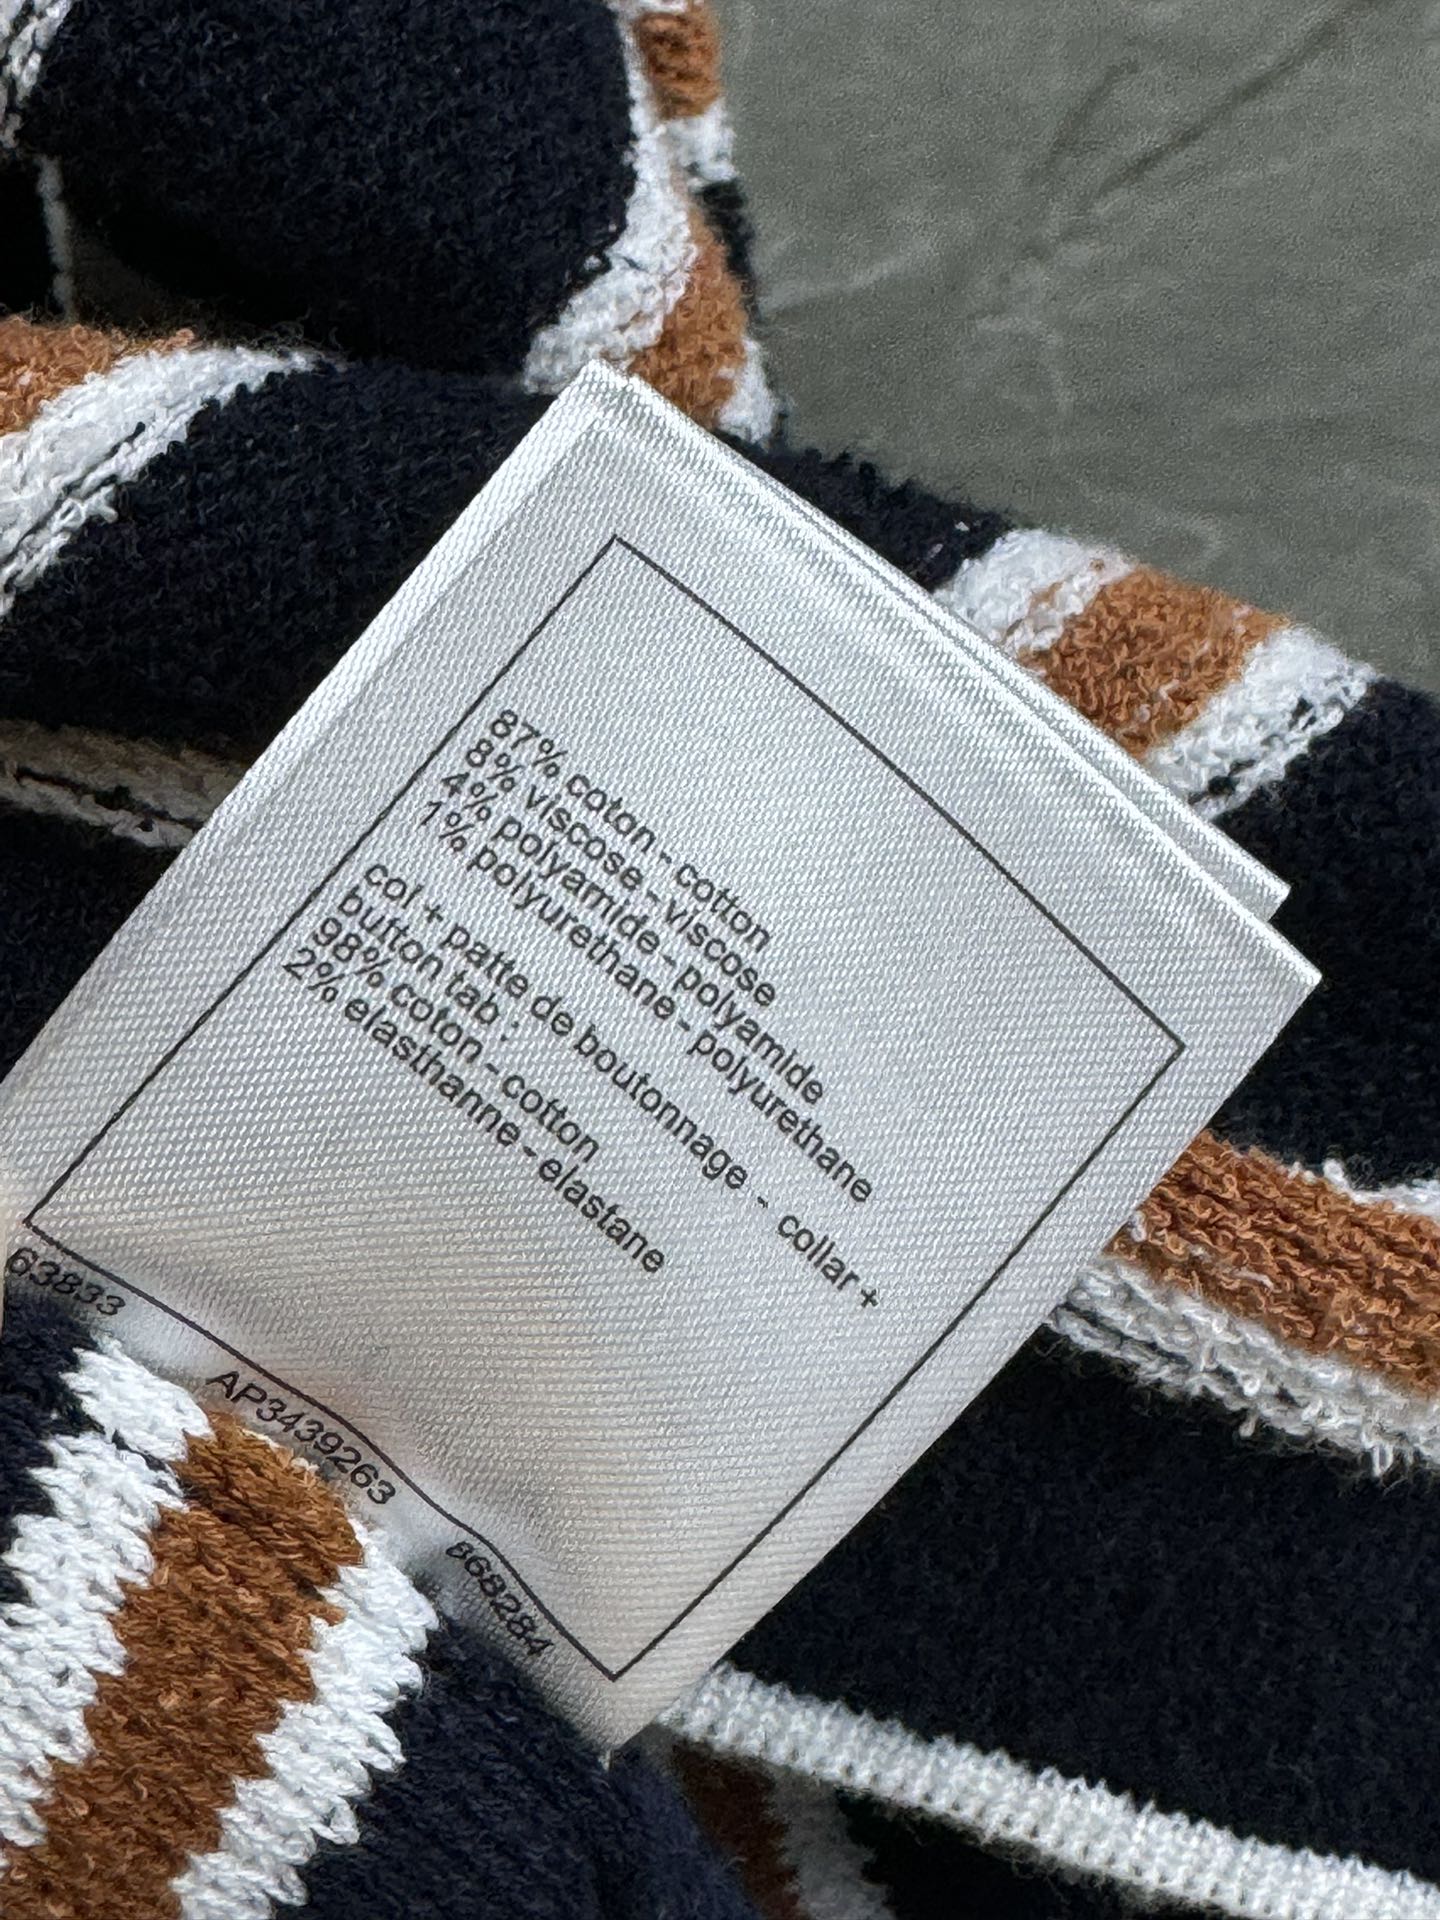 87% coton - cotton
8% viscose - viscose
4% polyamide - polyamide
1% polyurethane - polyurethane
col + patte de boutonnage - collar +
button tab :
98% coton - cotton
2% elasthanne - elastane
63833 AP3439263 868284